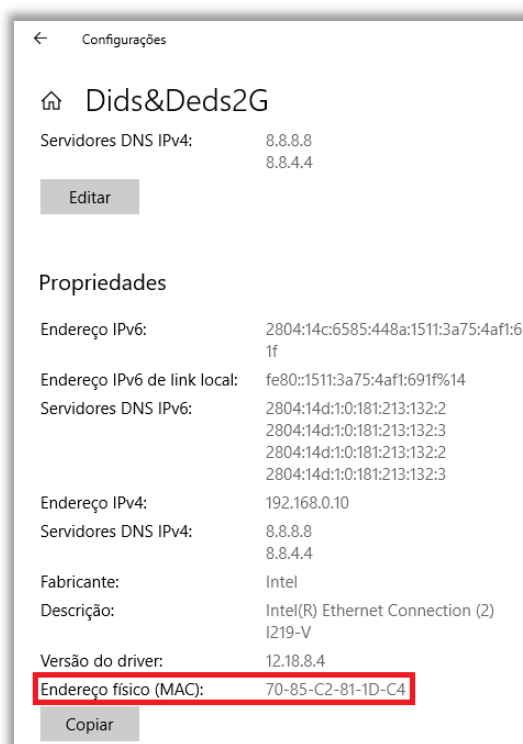 Configurações
Dids&Deds2G
Servidores DNS IPv4: 8.8.8.8
8.8.4.4
Editar
Propriedades
Endereço IPv6: 2804:14c:6585:448a:1511:3a75:4af1:6
1f
Endereço IPv6 de link local: fe80::1511:3a75:4af1:691f%14
Servidores DNS IPv6: 2804:14d:1:0:181:213:132:2
2804:14d:1:0:181:213:132:3
2804:14d:1:0:181:213:132:2
2804:14d:1:0:181:213:132:3
Endereço IPv4: 192.168.0.10
Servidores DNS IPv4: 8.8.8.8
8.8.4.4
Fabricante: Intel
Descrição: Intel(R) Ethernet Connection (2)
I219-V
Versão do driver: 12.18.8.4
Endereço físico (MAC): 70-85-C2-81-1D-C4
Copiar